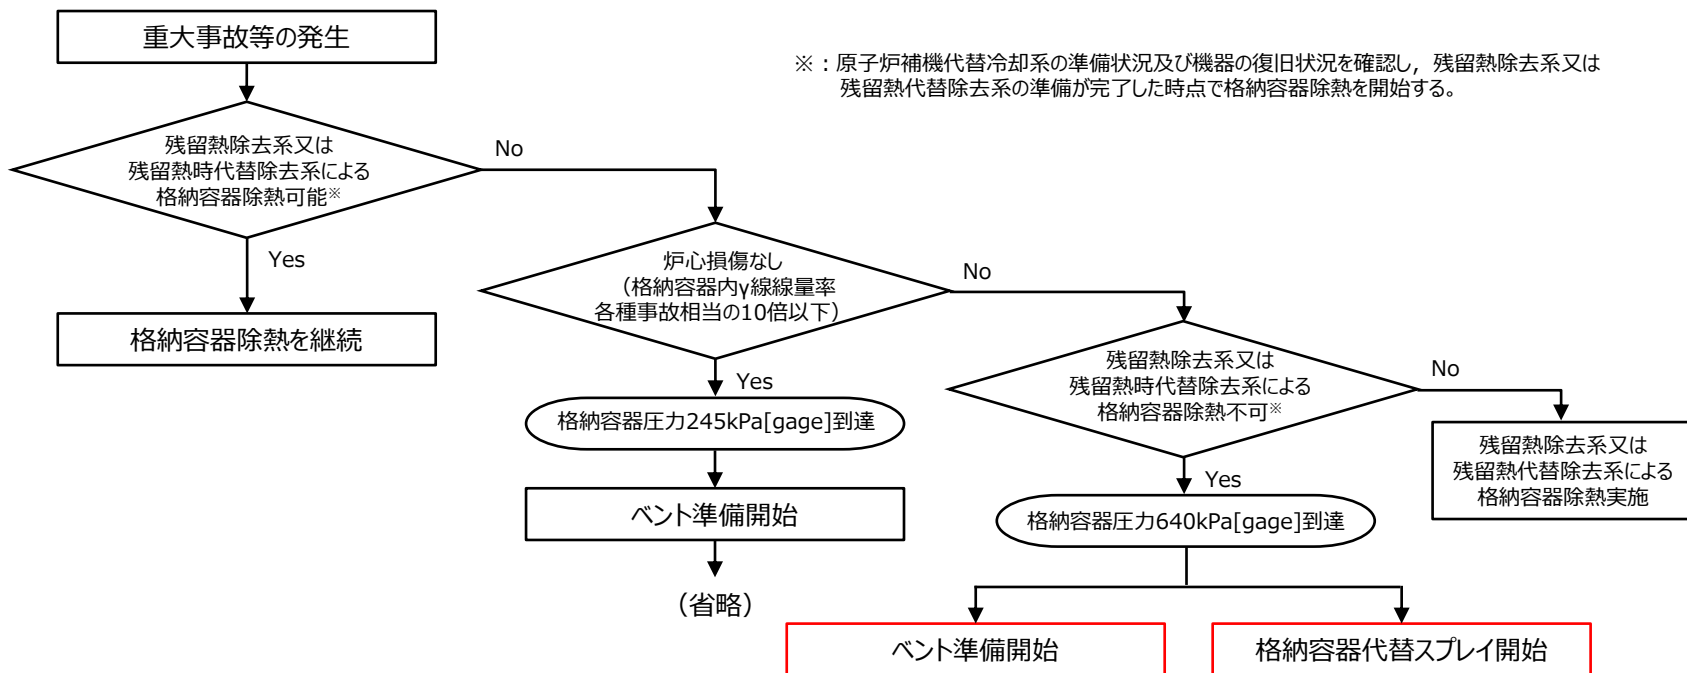 重大事故等の発生
※：原子炉補機代替冷却系の準備状況及び機器の復旧状況を確認し，残留熱除去系又は
残留熱代替除去系の準備が完了した時点で格納容器除熱を開始する。
残留熱除去系又は
残留熱時代替除去系による
格納容器除熱可能※
No
Yes
格納容器除熱を継続
炉心損傷なし
（格納容器内γ線線量率
各種事故相当の10倍以下）
No
Yes
格納容器圧力245kPa[gage]到達
ベント準備開始
（省略）
残留熱除去系又は
残留熱時代替除去系による
格納容器除熱不可※
No
Yes
残留熱除去系又は
残留熱代替除去系による
格納容器除熱実施
格納容器圧力640kPa[gage]到達
ベント準備開始
格納容器代替スプレイ開始